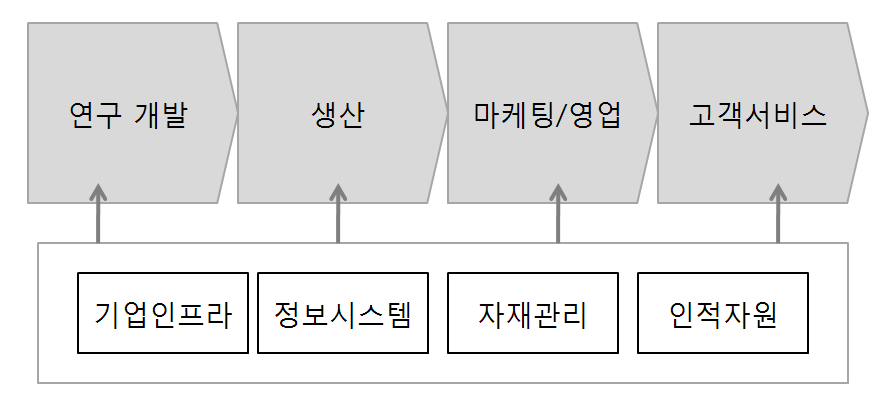 연구 개발
생산
마케팅/영업
고객서비스
기업인프라
정보시스템
자재관리
인적자원